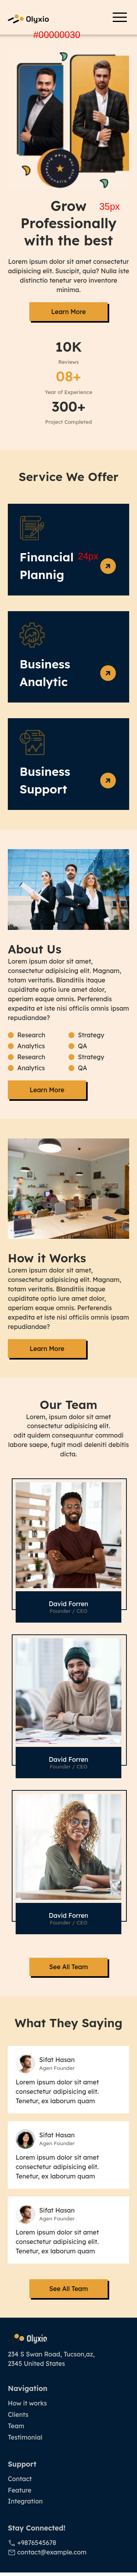 Olyxio
#00000030
Grow
35px
Professionally
with the best
Lorem ipsum dolor sit amet consectetur
adipisicing elit. Suscipit, quia? Nulla iste
distinctio tenetur vero inventore
minima.
Learn More
10K
Reviews
08+
Year of Experience
300+
Project Completed
Service We Offer
Financial
24px
Plannig
Business
Analytic
Business
Support
About Us
Lorem ipsum dolor sit amet,
consectetur adipisicing elit. Magnam,
totam veritatis. Blanditiis itaque
cupiditate optio iure amet dolor,
aperiam eaque omnis. Perferendis
expedita et iste nisi officiis omnis ipsam
repudiandae?
Research
Strategy
Analytics
QA
Research
Strategy
Analytics
QA
Learn More
How it Works
Lorem ipsum dolor sit amet,
consectetur adipisicing elit. Magnam,
totam veritatis. Blanditiis itaque
cupiditate optio iure amet dolor,
aperiam eaque omnis. Perferendis
expedita et iste nisi officiis omnis ipsam
repudiandae?
Learn More
Our Team
Lorem, ipsum dolor sit amet
consectetur adipisicing elit.
odit quidem consequuntur commodi
labore saepe, fugit modi deleniti debitis
dicta.
David Forren
Founder / CEO
David Forren
Founder / CEO
David Forren
Founder / CEO
See All Team
What They Saying
Sifat Hasan
Agen Founder
Lorem ipsum dolor sit amet
consectetur adipisicing elit.
Tenetur, ex laborum quam
Sifat Hasan
Agen Founder
Lorem ipsum dolor sit amet
consectetur adipisicing elit.
Tenetur, ex laborum quam
Sifat Hasan
Agen Founder
Lorem ipsum dolor sit amet
consectetur adipisicing elit.
Tenetur, ex laborum quam
See All Team
Olyxio
234 S Swan Road, Tucson,az,
2345 United States
Navigation
How it works
Clients
Team
Testimonial
Support
Contact
Feature
Integration
Stay Connected!
+9876545678
contact@example.com